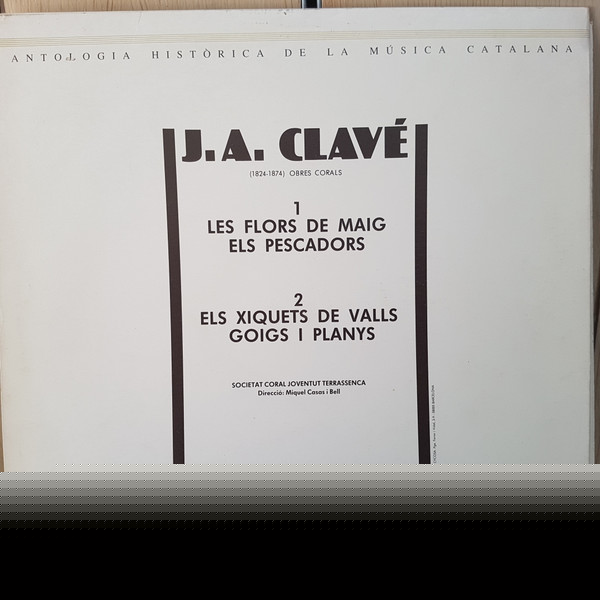 ANTOLOGIA HISTÒRICA DE LA MÚSICA CATALANA
J.A. CLAVÉ
(1824-1874) OBRES CORALS
1
LES FLORS DE MAIG
ELS PESCADORS
2
ELS XIQUETS DE VALLS
GOIGS I PLANYS
SOCIETAT CORAL JOVENTUT TERRASSENCA
Direcció: Miquel Casas i Bell